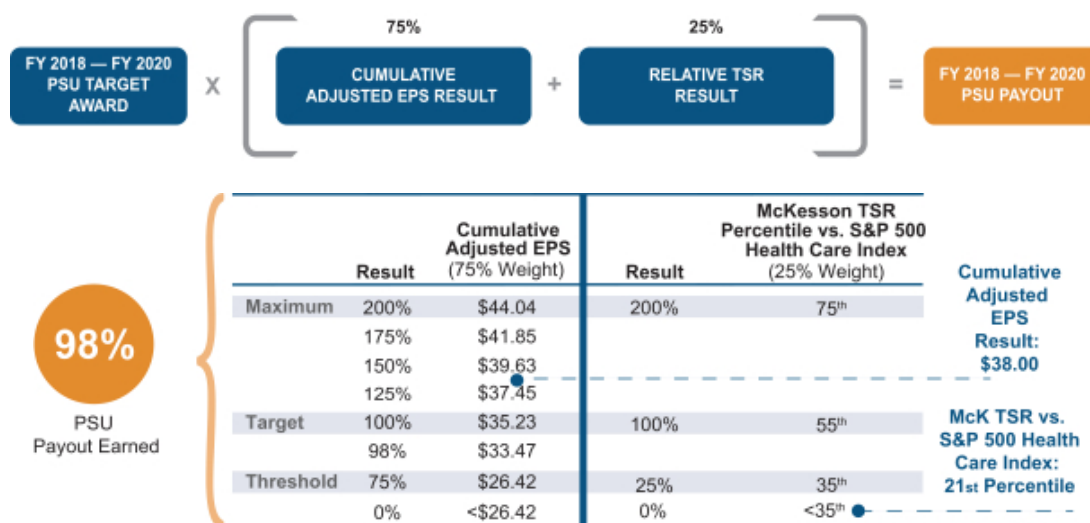 75%
25%
FY 2018 — FY 2020
PSU TARGET
AWARD
X
CUMULATIVE
ADJUSTED EPS RESULT
+
RELATIVE TSR
RESULT
=
FY 2018 — FY 2020
PSU PAYOUT
98%
PSU
Payout Earned
Result
Cumulative
Adjusted EPS
(75% Weight)
Result
McKesson TSR
Percentile vs. S&P 500
Health Care Index
(25% Weight)
Maximum 200% $44.04 200% 75th
175% $41.85
150% $39.63
125% $37.45
Target 100% $35.23 100% 55th
98% $33.47
Threshold 75% $26.42 25% 35th
0% <$26.42 0% <35th
Cumulative
Adjusted
EPS
Result:
$38.00
McK TSR vs.
S&P 500 Health
Care Index:
21st Percentile